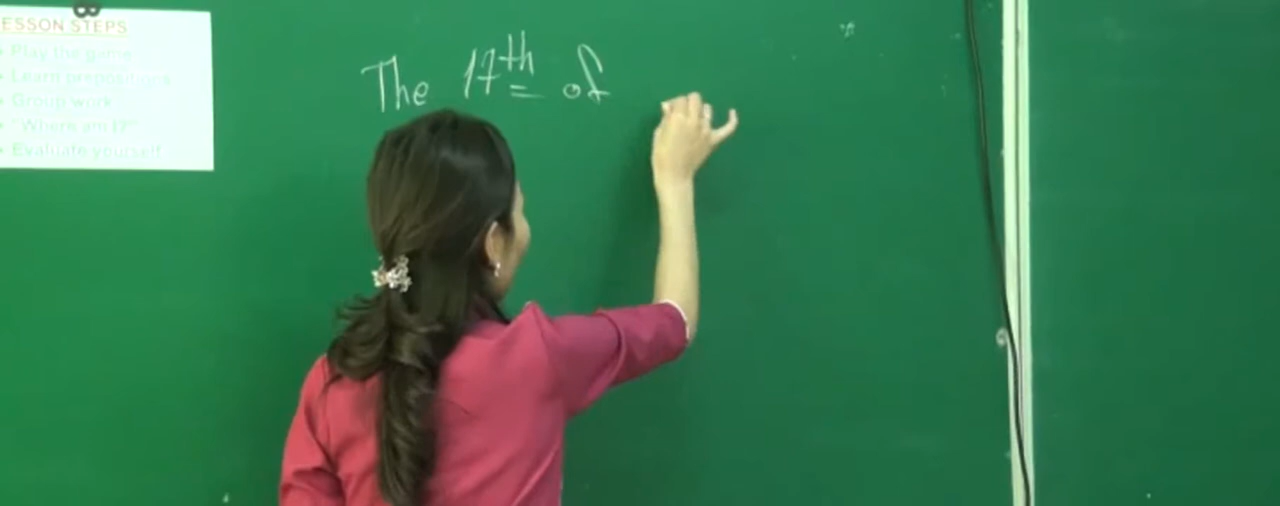 LESSON STEPS
• Play the game
• Learn prepositions
• Group work
• "Where am I?"
• Evaluate yourself
The 17th of